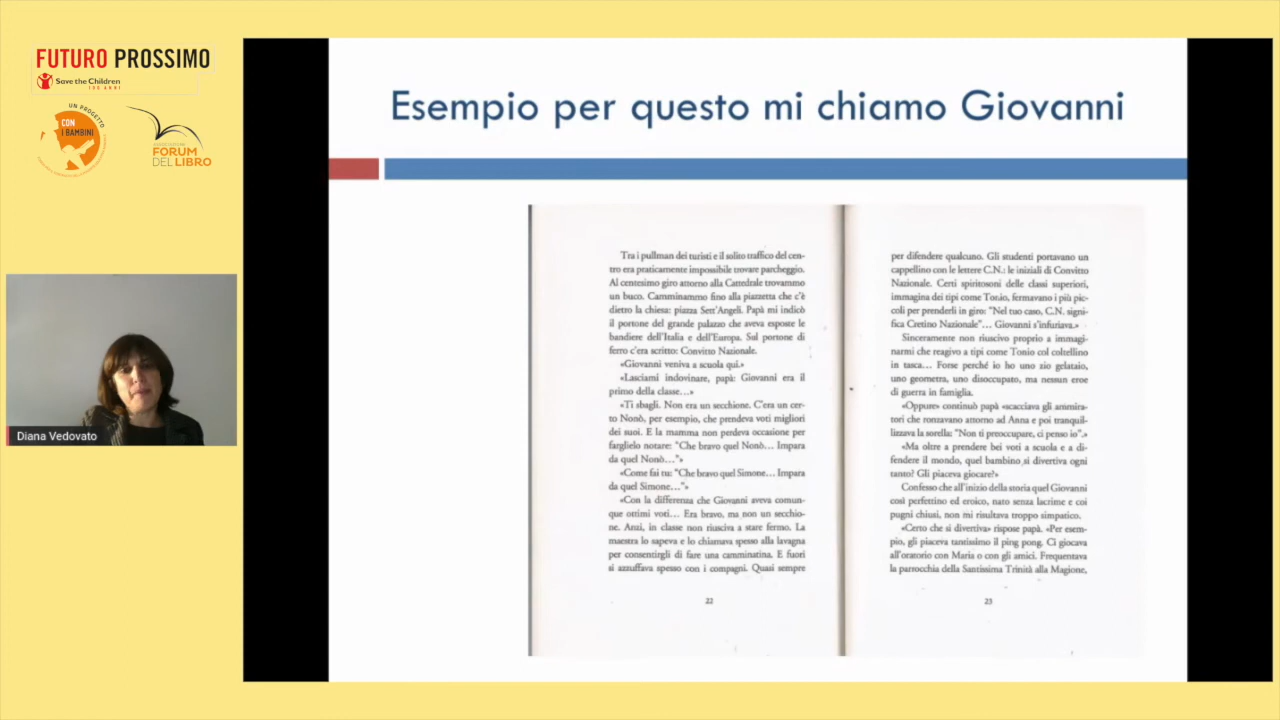 FUTURO PROSSIMO
Save the Children
100 ANNI
UN PROGETTO
CON
I BAMBINI
FORUM
DEL LIBRO
Diana Vedovato
Esempio per questo mi chiamo Giovanni
Tra i pullman dei turisti e il solito traffico del cen-
tro era praticamente impossibile trovare parcheggio.
Al centesimo giro attorno alla Cattedrale trovammo
un buco. Camminammo fino alla piazzetta che c'è
dietro la chiesa: piazza Sett'Angeli. Papà mi indicò
il portone del grande palazzo che aveva esposte le
bandiere dell'Italia e dell'Europa. Sul portone di
ferro c'era scritto: Convitto Nazionale.
«Giovanni veniva a scuola qui.»
«Lasciami indovinare, papà: Giovanni era il
primo della classe...»
«Ti sbagli. Non era un secchione. C'era un cer-
to Nonò, per esempio, che prendeva voti migliori
dei suoi. E la mamma non perdeva occasione per
farglielo notare: "Che bravo quel Nonò... Impara
da quel Nonò..."»
«Come fai tu: "Che bravo quel Simone... Impara
da quel Simone..."»
«Con la differenza che Giovanni aveva comun-
que ottimi voti... Era bravo, ma non un secchio-
ne. Anzi, in classe non riusciva a stare fermo. La
maestra lo sapeva e lo chiamava spesso alla lavagna
per consentirgli di fare una camminatina. E fuori
si azzuffava spesso con i compagni. Quasi sempre
22
per difendere qualcuno. Gli studenti portavano un
cappellino con le lettere C.N.: le iniziali di Convitto
Nazionale. Certi spiritosoni delle classi superiori,
immagina dei tipi come Tonio, fermavano i più pic-
coli per prenderli in giro: "Nel tuo caso, C.N. signi-
fica Cretino Nazionale"... Giovanni s'infuriava.»
Sinceramente non riuscivo proprio a immagi-
narmi che reagivo a tipi come Tonio col coltellino
in tasca... Forse perché io ho uno zio gelataio,
uno geometra, uno disoccupato, ma nessun eroe
di guerra in famiglia.
«Oppure» continuò papà «scacciava gli ammira-
tori che ronzavano attorno ad Anna e poi tranquil-
lizzava la sorella: "Non ti preoccupare, ci penso io".»
«Ma oltre a prendere bei voti a scuola e a di-
fendere il mondo, quel bambino si divertiva ogni
tanto? Gli piaceva giocare?»
Confesso che all'inizio della storia quel Giovanni
così perfettino ed eroico, nato senza lacrime e coi
pugni chiusi, non mi risultava troppo simpatico.
«Certo che si divertiva» rispose papà. «Per esem-
pio, gli piaceva tantissimo il ping pong. Ci giocava
all'oratorio con Maria o con gli amici. Frequentava
la parrocchia della Santissima Trinità alla Magione,
23